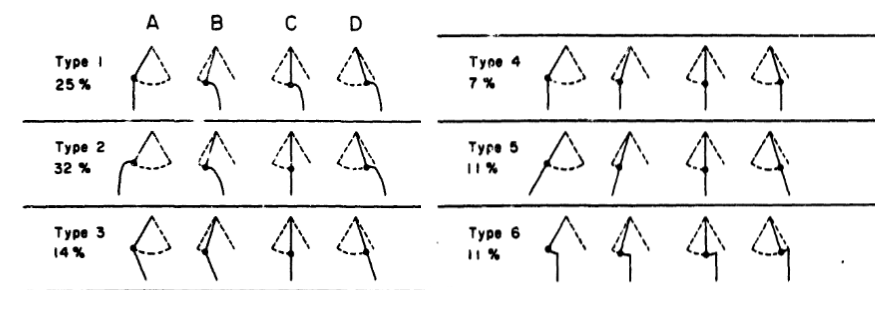 A B C D
Type 1
25 %
Type 2
32 %
Type 3
14 %
Type 4
7 %
Type 5
11 %
Type 6
11 %